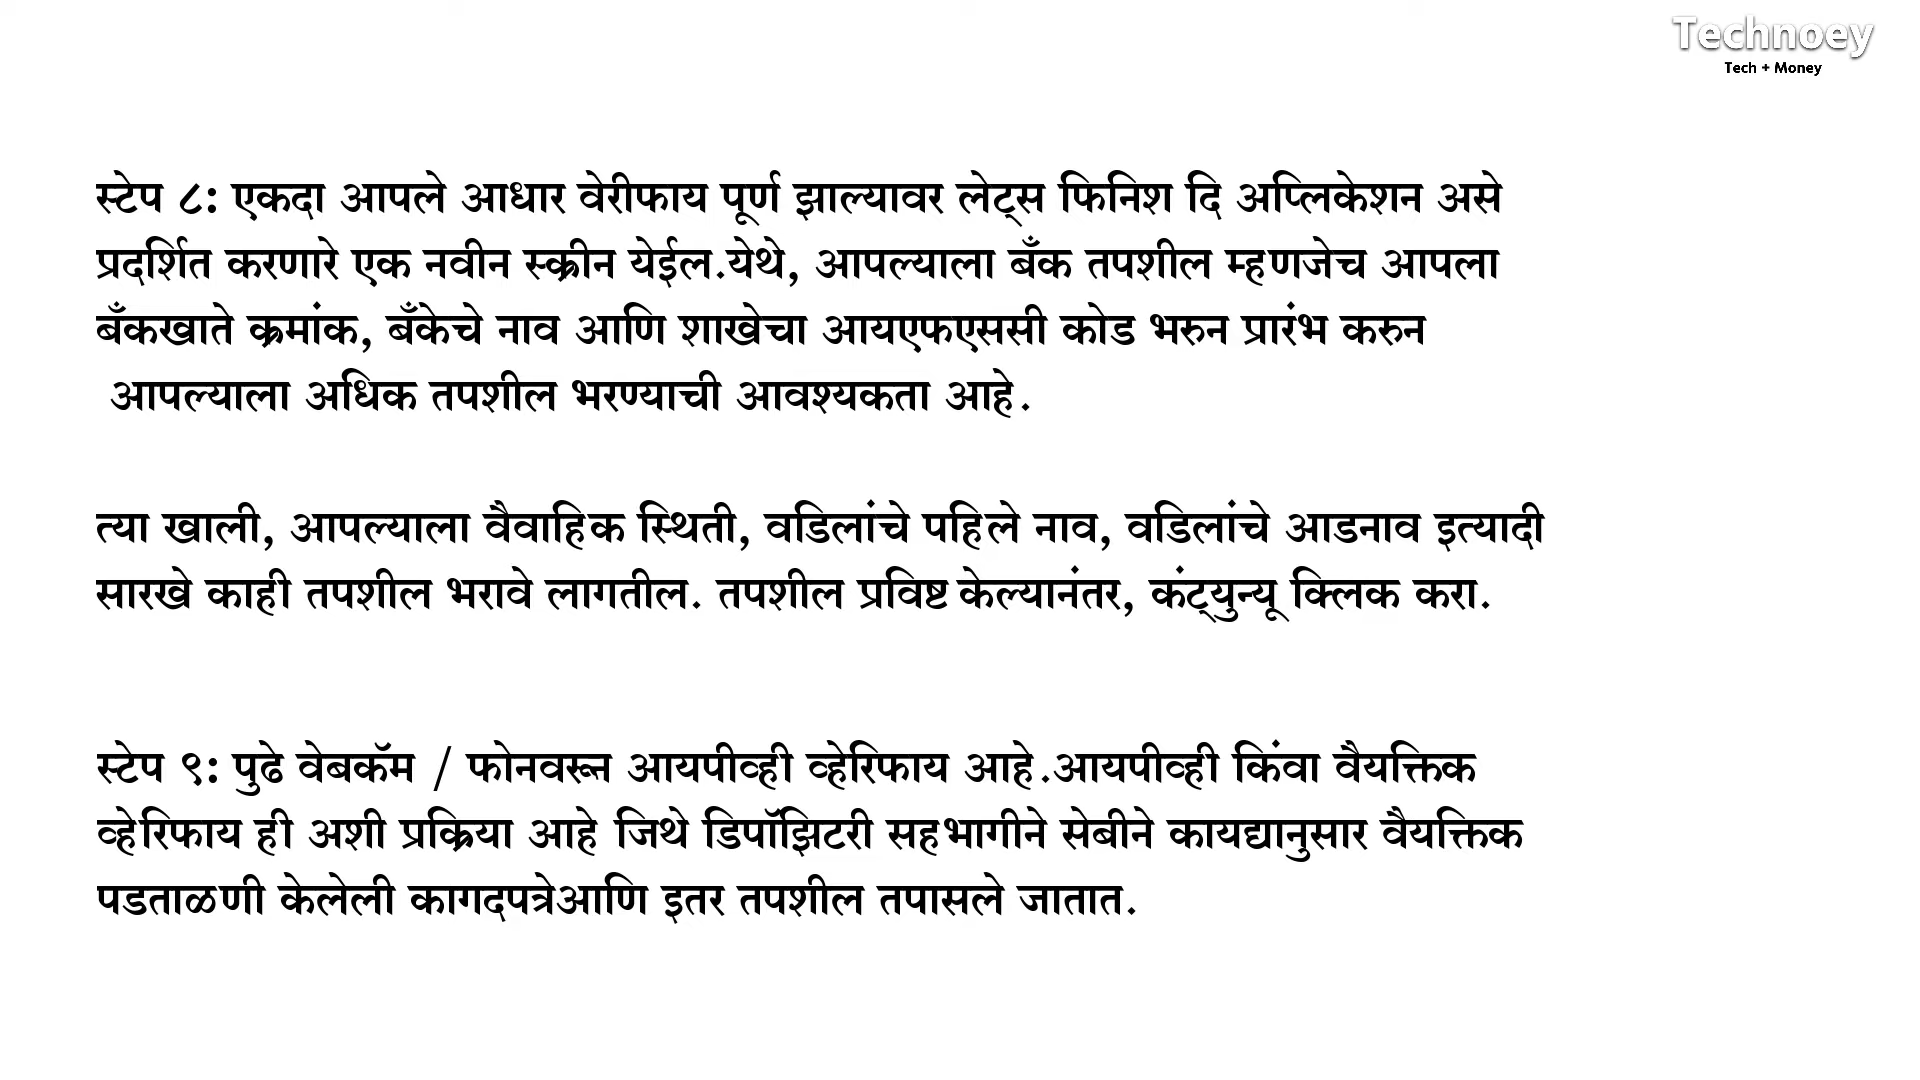 Technoey
Tech + Money
स्टेप ८: एकदा आपले आधार वेरीफाय पूर्ण झाल्यावर लेट्स फिनिश दि अप्लिकेशन असे
प्रदर्शित करणारे एक नवीन स्क्रीन येईल.येथे, आपल्याला बँक तपशील म्हणजेच आपला
बँकखाते क्रमांक, बँकेचे नाव आणि शाखेचा आयएफएससी कोड भरुन प्रारंभ करुन
आपल्याला अधिक तपशील भरण्याची आवश्यकता आहे.
त्या खाली, आपल्याला वैवाहिक स्थिती, वडिलांचे पहिले नाव, वडिलांचे आडनाव इत्यादी
सारखे काही तपशील भरावे लागतील. तपशील प्रविष्ट केल्यानंतर, कंट्युन्यू क्लिक करा.
स्टेप ९: पुढे वेबकॅम / फोनवरून आयपीव्ही व्हेरिफाय आहे.आयपीव्ही किंवा वैयक्तिक
व्हेरिफाय ही अशी प्रक्रिया आहे जिथे डिपॉझिटरी सहभागीने सेबीने कायद्यानुसार वैयक्तिक
पडताळणी केलेली कागदपत्रेआणि इतर तपशील तपासले जातात.